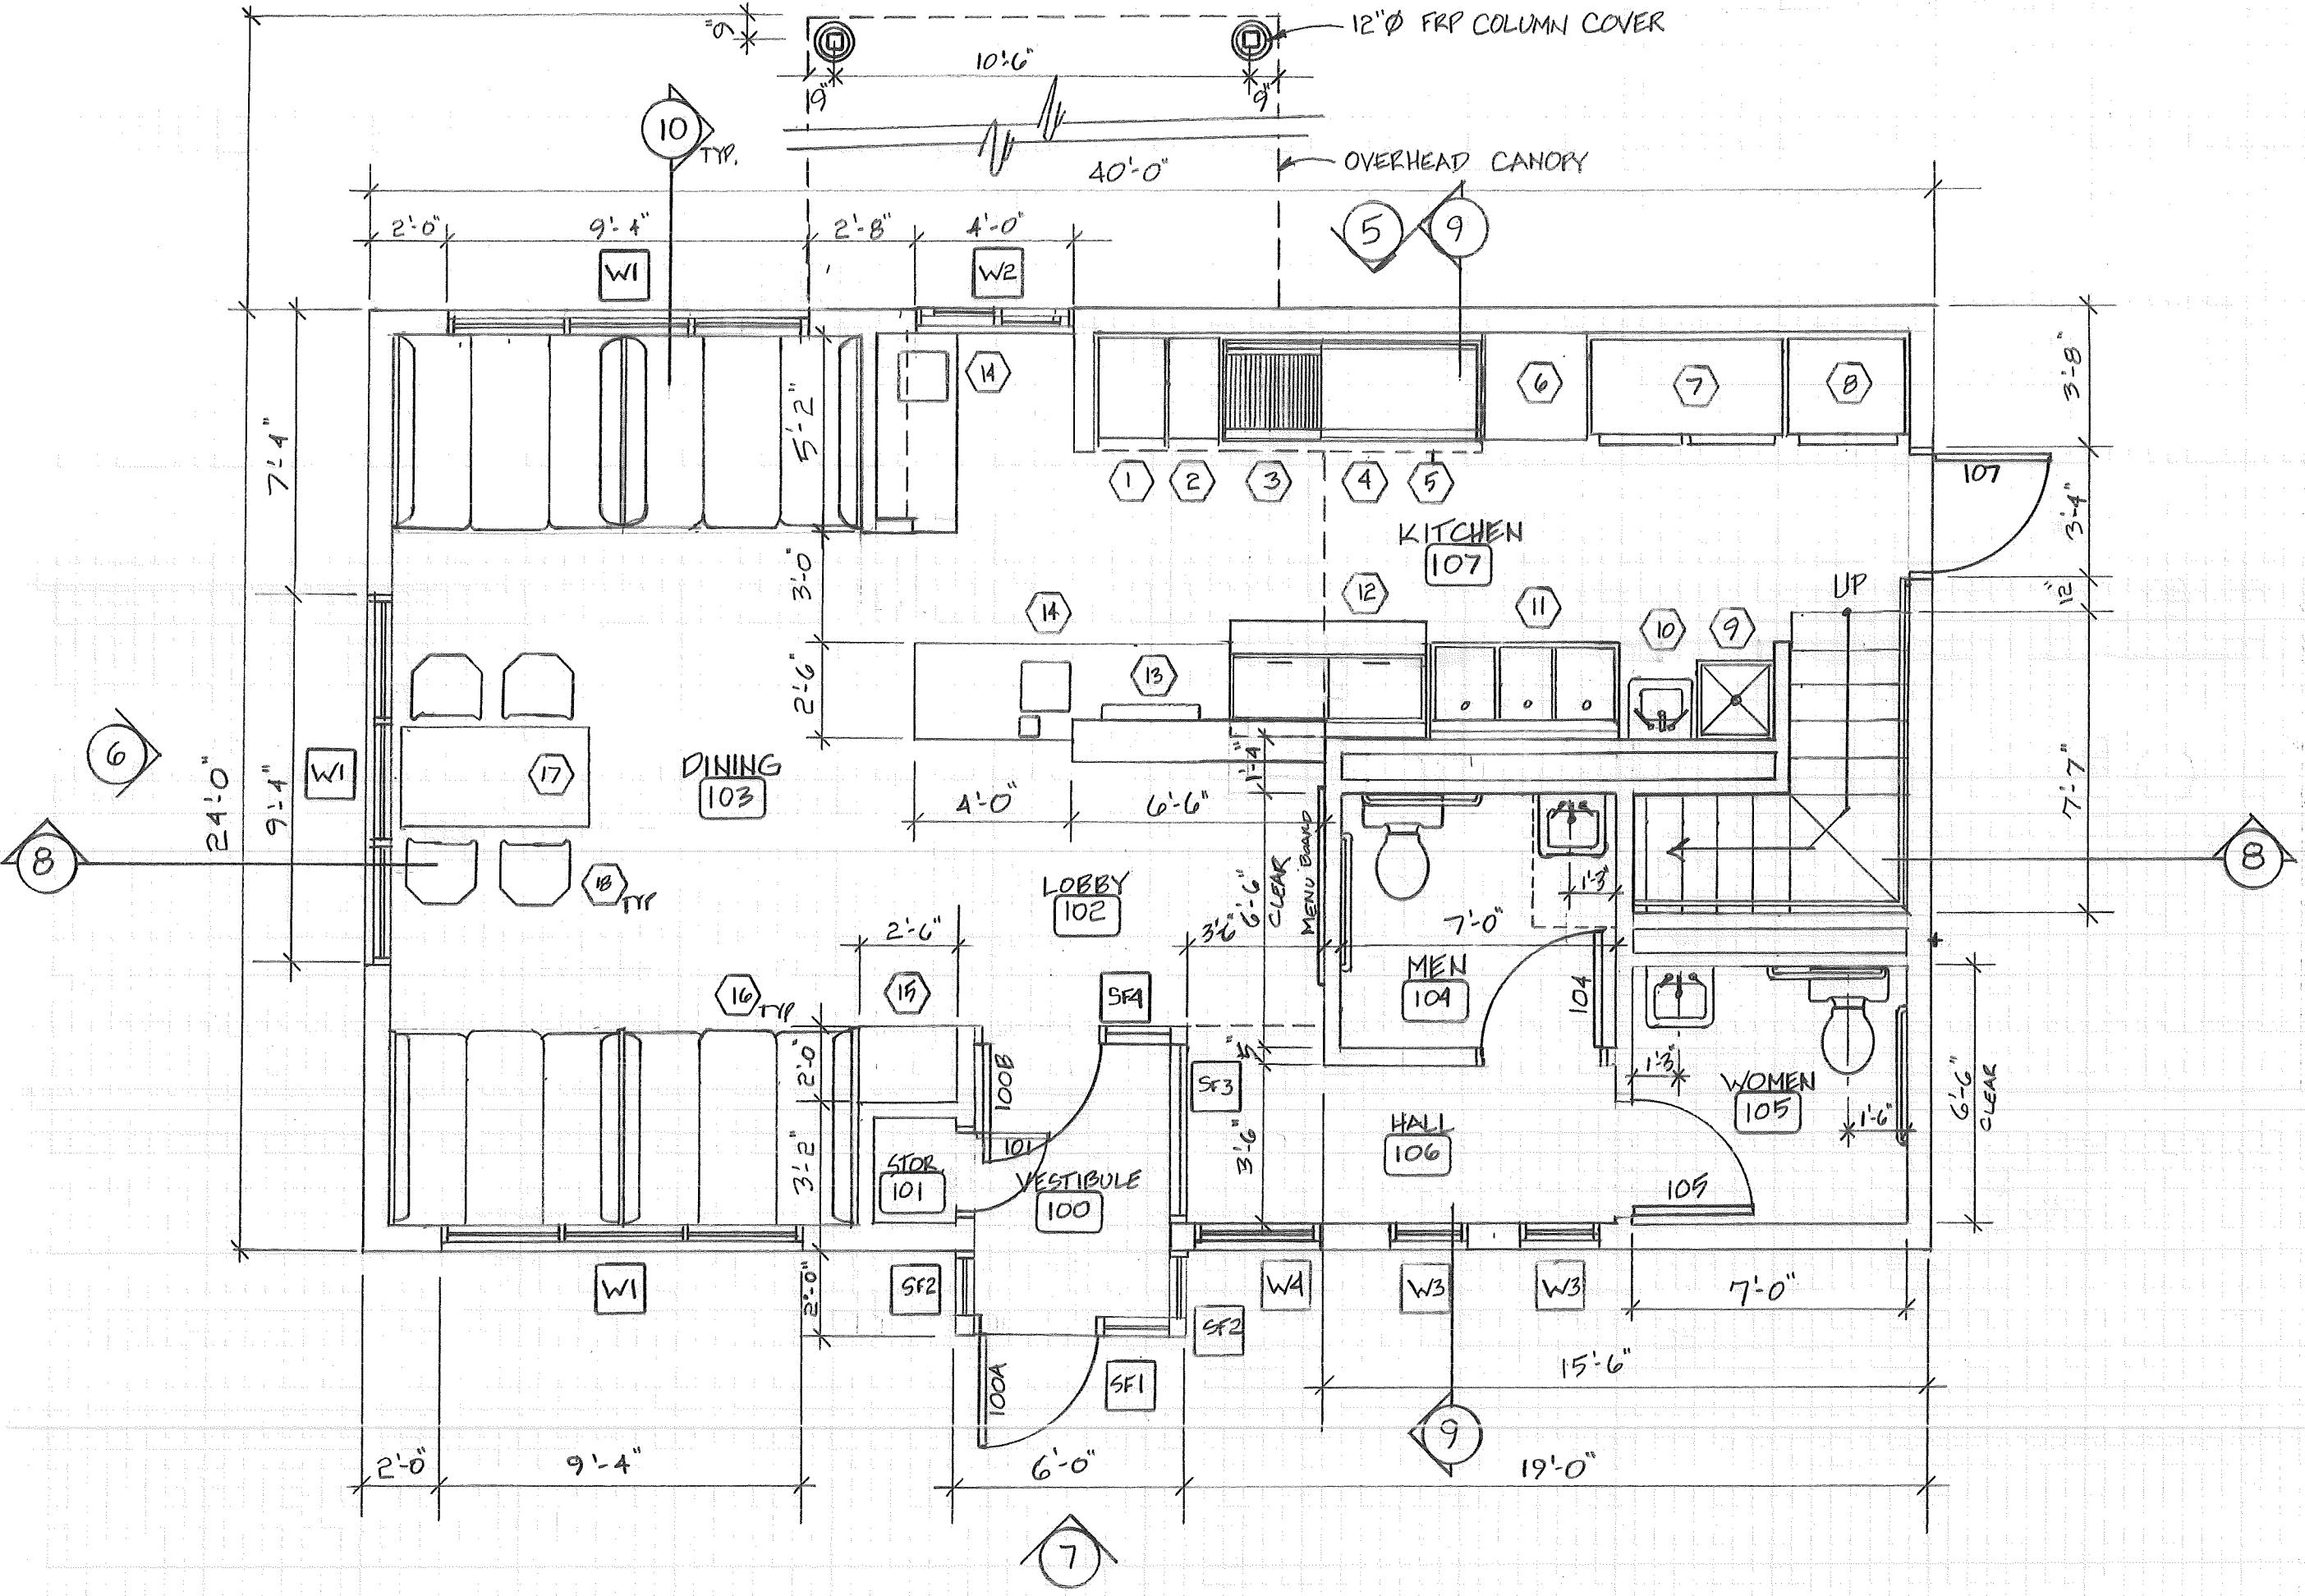 9"
12"Ø FRP COLUMN COVER
10'-6"
9"
9"
10
TYP.
OVERHEAD CANOPY
40'-0"
2'-0"
9'-4"
2'-8"
4'-0"
5
9
W1
W2
14
6
7
8
3'-8"
5'-2"
7'-4"
1
2
3
4
5
107
3'-4"
KITCHEN
107
3'-0"
12
11
UP
12"
14
10
9
13
2'-6"
6
24'-0"
W1
9'-4"
17
DINING
103
1'-4"
4'-0"
6'-6"
7'-7"
8
18
TYP
LOBBY
102
6'-6"
CLEAR
MENU BOARD
1'-3"
8
2'-6"
3'-6"
7'-0"
16
TYP
15
SF4
MEN
104
104
2'-0"
100B
5"
SF3
1'-3"
WOMEN
105
1'-6"
6'-6"
CLEAR
3'-2"
STOR.
101
101
VESTIBULE
100
3'-6"
HALL
106
105
W1
2'-0"
SF2
W4
W3
W3
7'-0"
SF2
100A
SF1
15'-6"
2'-0"
9'-4"
6'-0"
9
19'-0"
7